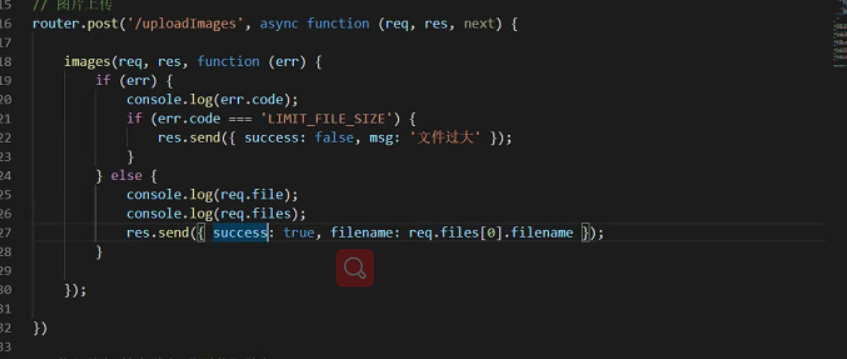 15 // 图片上传
16 router.post('/uploadImages', async function (req, res, next) {
17
18 images(req, res, function (err) {
19 if (err) {
20 console.log(err.code);
21 if (err.code === 'LIMIT_FILE_SIZE') {
22 res.send({ success: false, msg: '文件过大' });
23 }
24 } else {
25 console.log(req.file);
26 console.log(req.files);
27 res.send({ success: true, filename: req.files[0].filename });
28 }
29
30 });
31
32 })
33